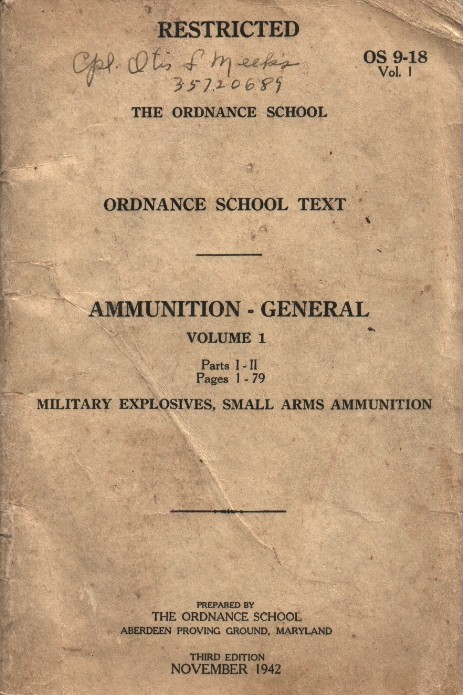 RESTRICTED
Cpl. Otis L Meeks
35720689
OS 9-18
Vol. I
THE ORDNANCE SCHOOL
ORDNANCE SCHOOL TEXT
AMMUNITION - GENERAL
VOLUME 1
Parts I - II
Pages 1 - 79
MILITARY EXPLOSIVES, SMALL ARMS AMMUNITION
PREPARED BY
THE ORDNANCE SCHOOL
ABERDEEN PROVING GROUND, MARYLAND
THIRD EDITION
NOVEMBER 1942